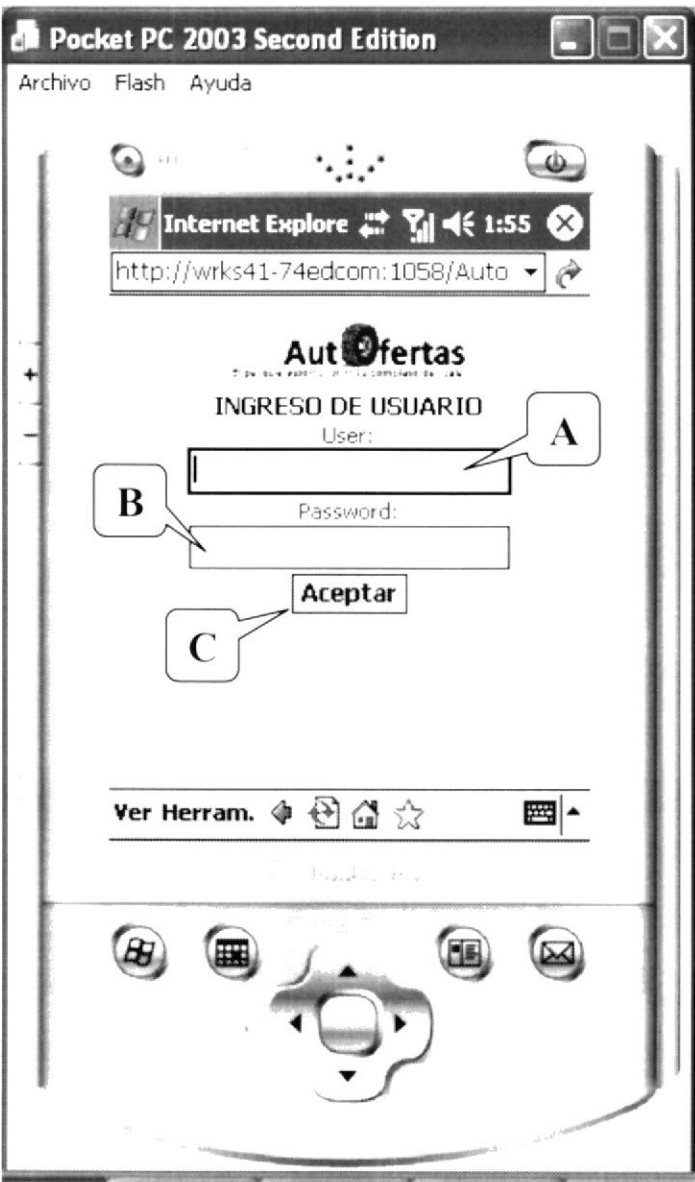 Pocket PC 2003 Second Edition
Archivo Flash Ayuda
Internet Explore 1:55
http://wrks41-74edcom:1058/Auto
AutOfertas
INGRESO DE USUARIO
User:
A
B
Password:
Aceptar
C
Ver Herram.